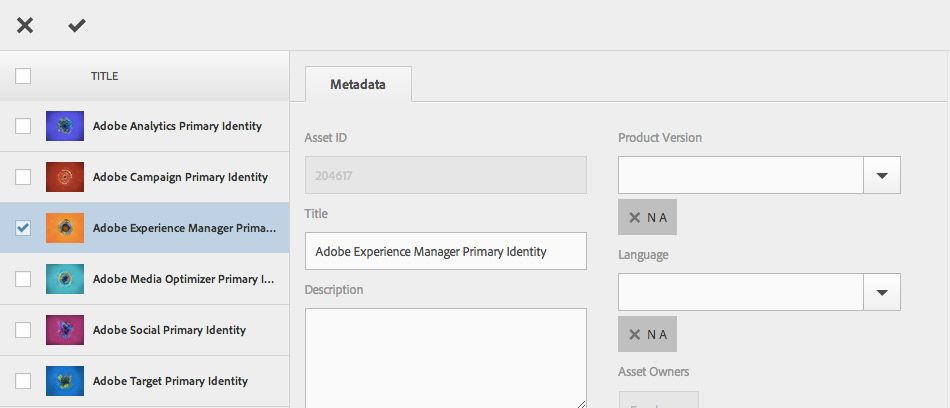 TITLE
Adobe Analytics Primary Identity
Adobe Campaign Primary Identity
Adobe Experience Manager Prima...
Adobe Media Optimizer Primary I...
Adobe Social Primary Identity
Adobe Target Primary Identity
Metadata
Asset ID
204617
Title
Adobe Experience Manager Primary Identity
Description
Product Version
N A
Language
N A
Asset Owners